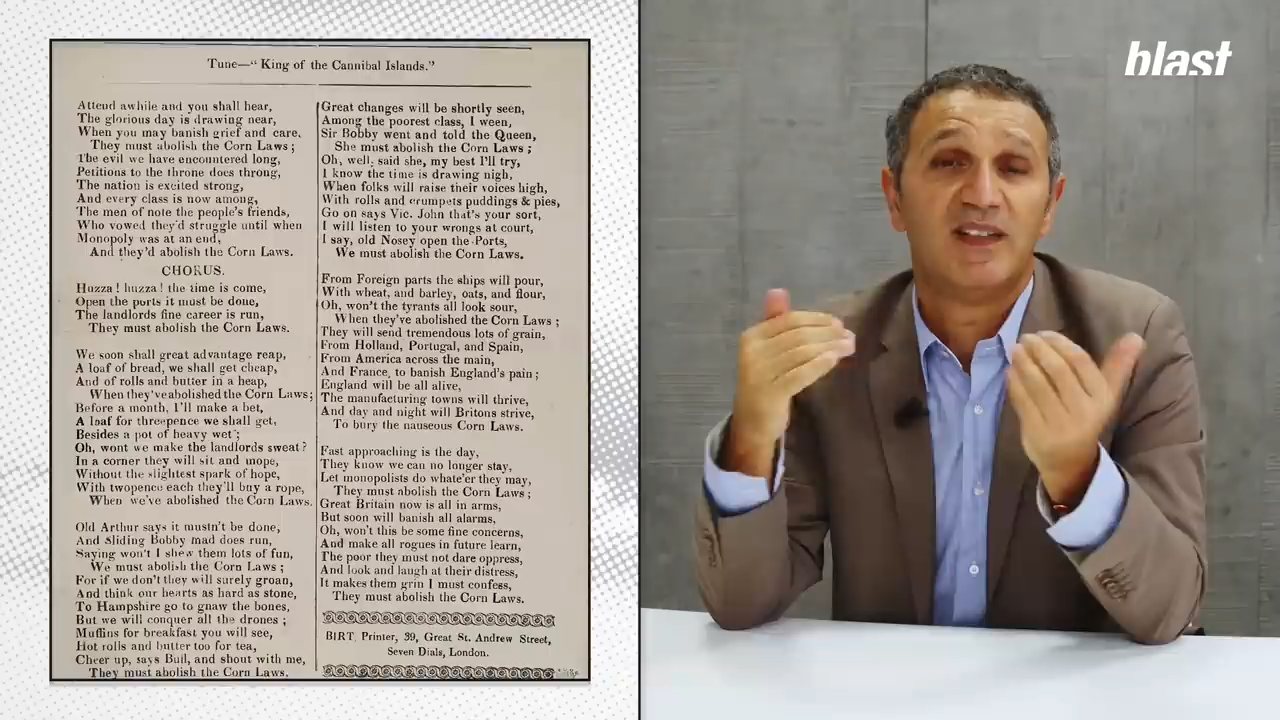 Tune—"King of the Cannibal Islands."
Attend awhile and you shall hear,
The glorious day is drawing near,
When you may banish grief and care,
They must abolish the Corn Laws;
The evil we have encountered long,
Petitions to the throne does throng,
The nation is excited strong,
And every class is now among,
The men of note the people's friends,
Who vowed they'd struggle until when
Monopoly was at an end,
And they'd abolish the Corn Laws.
CHORUS.
Huzza! huzza! the time is come,
Open the ports it must be done,
The landlords fine career is run,
They must abolish the Corn Laws.
We soon shall great advantage reap,
A loaf of bread, we shall get cheap,
And of rolls and butter in a heap,
When they've abolished the Corn Laws;
Before a month, I'll make a bet,
A loaf for threepence we shall get,
Besides a pot of heavy wet;
Oh, wont we make the landlords sweat?
In a corner they will sit and mope,
Without the slightest spark of hope,
With twopence each they'll buy a rope,
When we've abolished the Corn Laws.
Old Arthur says it mustn't be done,
And Sliding Bobby mad does run,
Saying won't I shew them lots of fun,
We must abolish the Corn Laws;
For if we don't they will surely groan,
And think our hearts as hard as stone,
To Hampshire go to gnaw the bones,
But we will conquer all the drones;
Muffins for breakfast you will see,
Hot rolls and butter too for tea,
Cheer up, says Bull, and shout with me,
They must abolish the Corn Laws.
Great changes will be shortly seen,
Among the poorest class, I ween,
Sir Bobby went and told the Queen,
She must abolish the Corn Laws;
Oh, well, said she, my best I'll try,
I know the time is drawing nigh,
When folks will raise their voices high,
With rolls and crumpets puddings & pies,
Go on says Vic. John that's your sort,
I will listen to your wrongs at court,
I say, old Nosey open the Ports,
We must abolish the Corn Laws.
From Foreign parts the ships will pour,
With wheat, and barley, oats, and flour,
Oh, won't the tyrants all look sour,
When they've abolished the Corn Laws;
They will send tremendous lots of grain,
From Holland, Portugal, and Spain,
From America across the main,
And France, to banish England's pain;
England will be all alive,
The manufacturing towns will thrive,
And day and night will Britons strive,
To bury the nauseous Corn Laws.
Fast approaching is the day,
They know we can no longer stay,
Let monopolists do whate'er they may,
They must abolish the Corn Laws;
Great Britain now is all in arms,
But soon will banish all alarms,
Oh, won't this be some fine concerns,
And make all rogues in future learn,
The poor they must not dare oppress,
And look and laugh at their distress,
It makes them grin I must confess,
They must abolish the Corn Laws.
BIRT, Printer, 39, Great St. Andrew Street,
Seven Dials, London.
blast